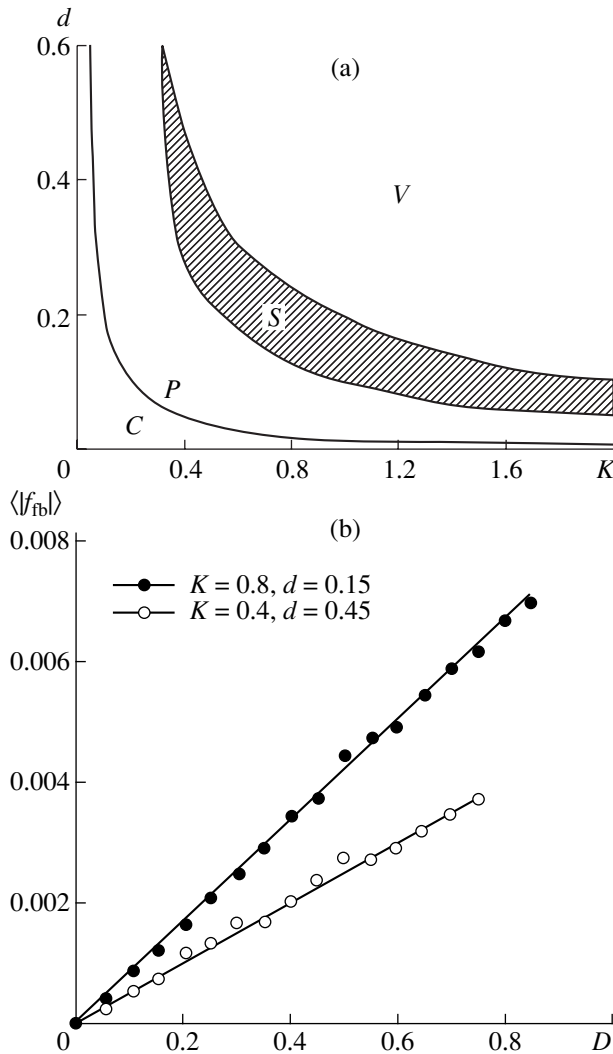 d
0.6
(a)
0.4
V
S
0.2
P
C
0 0.4 0.8 1.2 1.6 K
⟨|f_fb|⟩
(b)
0.008
K = 0.8, d = 0.15
K = 0.4, d = 0.45
0.006
0.004
0.002
0 0.2 0.4 0.6 0.8 D